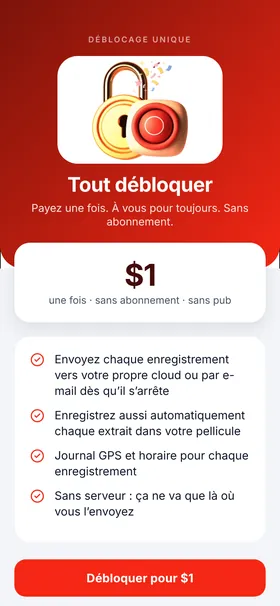 DÉBLOCAGE UNIQUE
Tout débloquer
Payez une fois. À vous pour toujours. Sans
abonnement.
$1
une fois · sans abonnement · sans pub
Envoyez chaque enregistrement
vers votre propre cloud ou par e-
mail dès qu’il s’arrête
Enregistrez aussi automatiquement
chaque extrait dans votre pellicule
Journal GPS et horaire pour chaque
enregistrement
Sans serveur : ça ne va que là où
vous l’envoyez
Débloquer pour $1